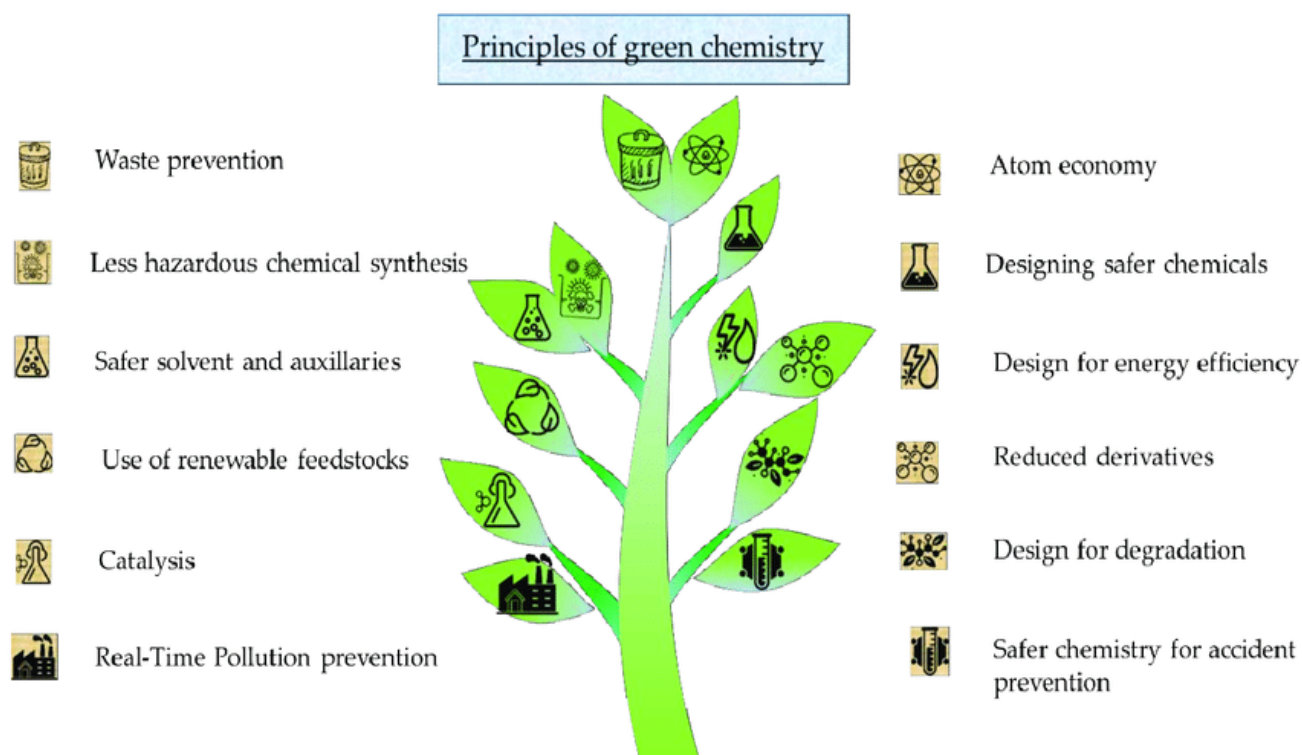 Principles of green chemistry
Waste prevention
Less hazardous chemical synthesis
Safer solvent and auxillaries
Use of renewable feedstocks
Catalysis
Real-Time Pollution prevention
Atom economy
Designing safer chemicals
Design for energy efficiency
Reduced derivatives
Design for degradation
Safer chemistry for accident
prevention